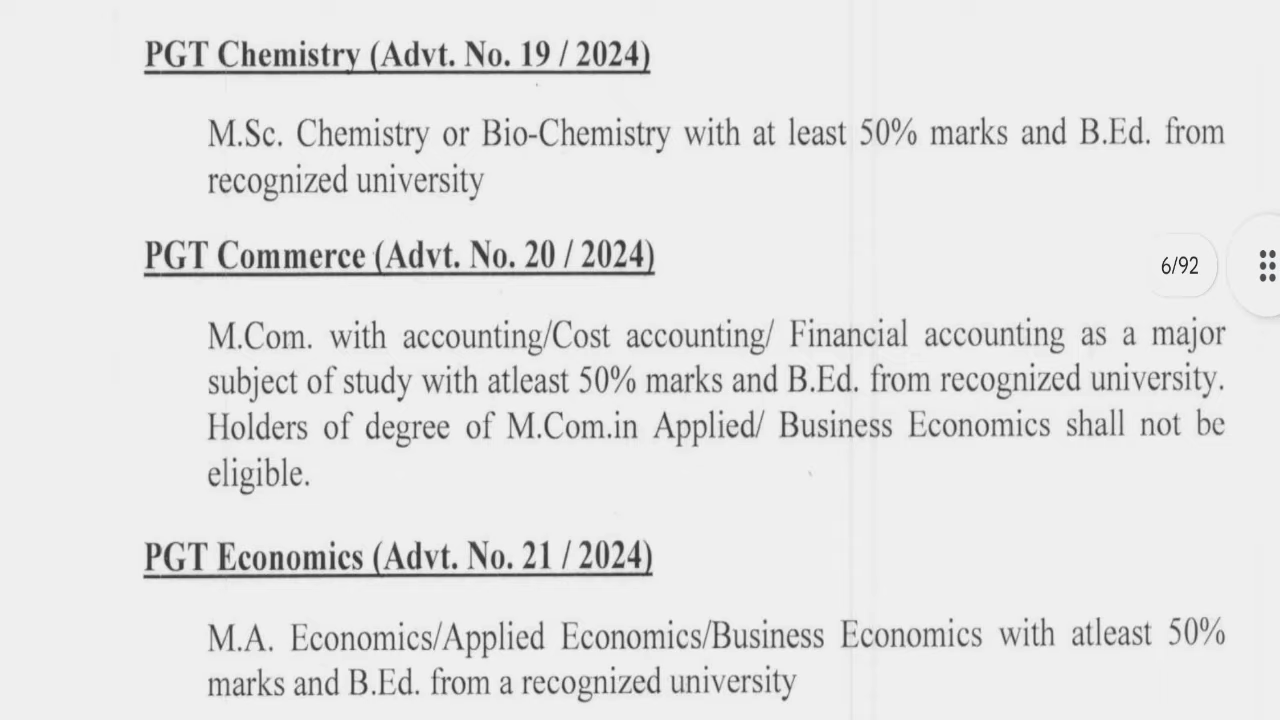 PGT Chemistry (Advt. No. 19 / 2024)
M.Sc. Chemistry or Bio-Chemistry with at least 50% marks and B.Ed. from
recognized university
PGT Commerce (Advt. No. 20 / 2024)
6/92
M.Com. with accounting/Cost accounting/ Financial accounting as a major
subject of study with atleast 50% marks and B.Ed. from recognized university.
Holders of degree of M.Com.in Applied/ Business Economics shall not be
eligible.
PGT Economics (Advt. No. 21 / 2024)
M.A. Economics/Applied Economics/Business Economics with atleast 50%
marks and B.Ed. from a recognized university